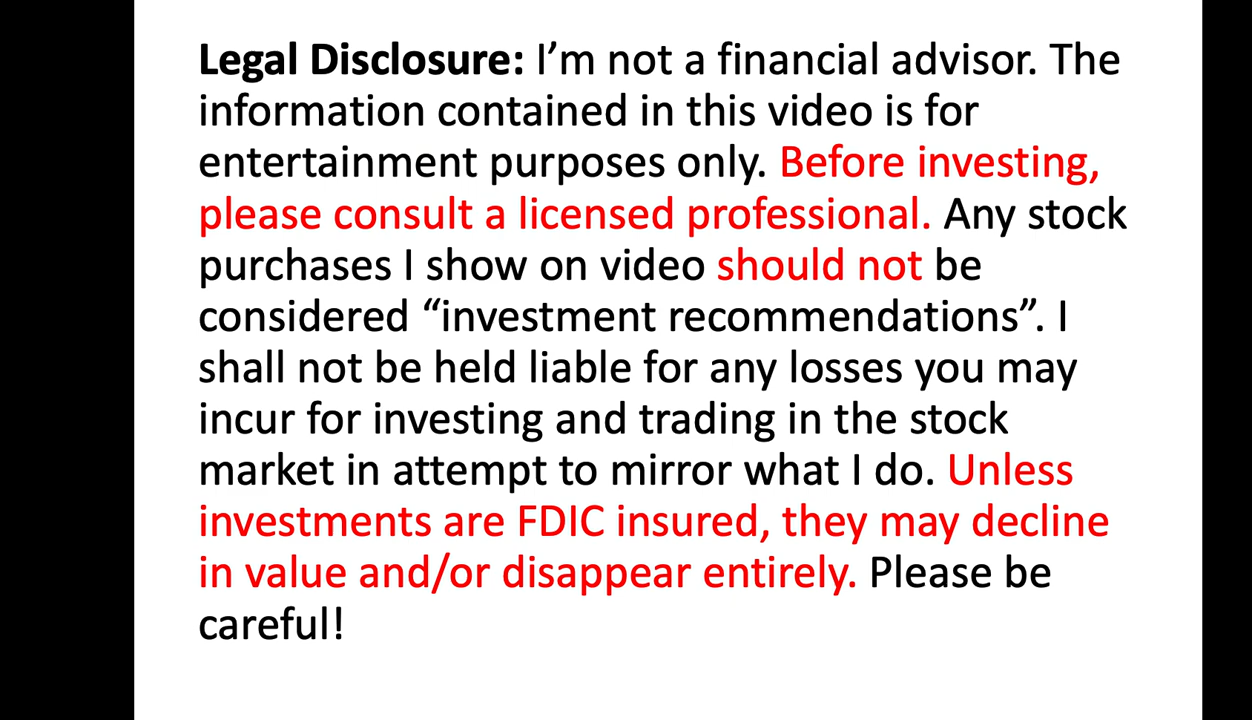 Legal Disclosure: I’m not a financial advisor. The
information contained in this video is for
entertainment purposes only. Before investing,
please consult a licensed professional. Any stock
purchases I show on video should not be
considered “investment recommendations”. I
shall not be held liable for any losses you may
incur for investing and trading in the stock
market in attempt to mirror what I do. Unless
investments are FDIC insured, they may decline
in value and/or disappear entirely. Please be
careful!